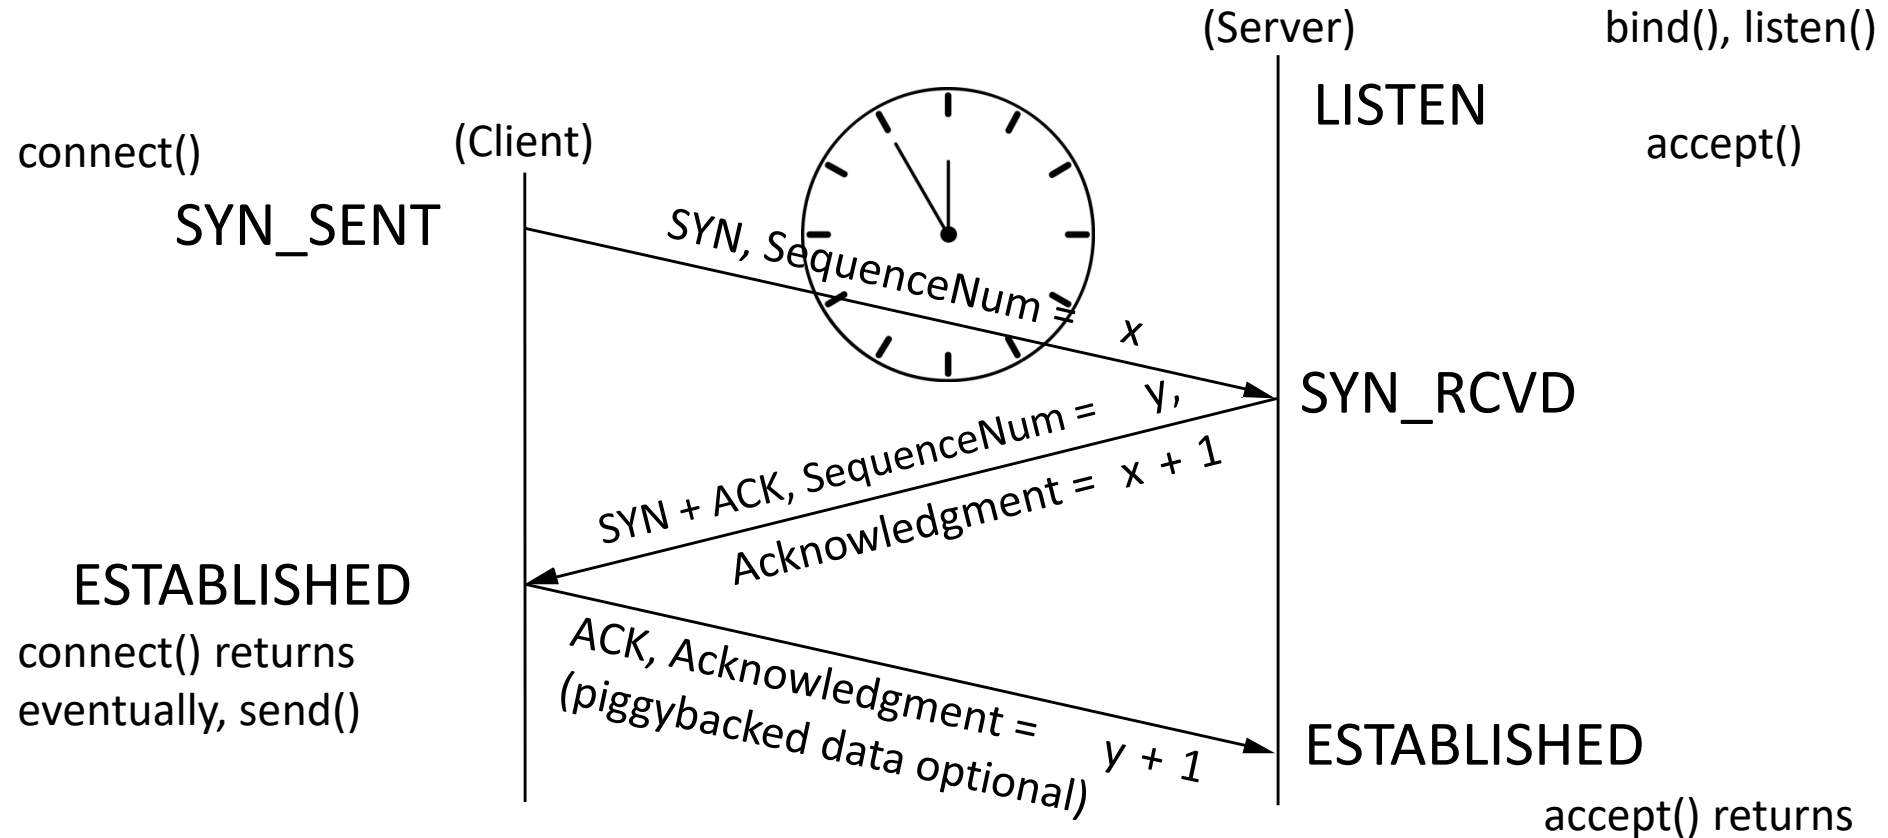 (Server)
bind(), listen()
LISTEN
connect()
(Client)
accept()
SYN_SENT
SYN, SequenceNum = x
SYN_RCVD
SYN + ACK, SequenceNum = y,
Acknowledgment = x + 1
ESTABLISHED
connect() returns
eventually, send()
ACK, Acknowledgment = y + 1
(piggybacked data optional)
ESTABLISHED
accept() returns